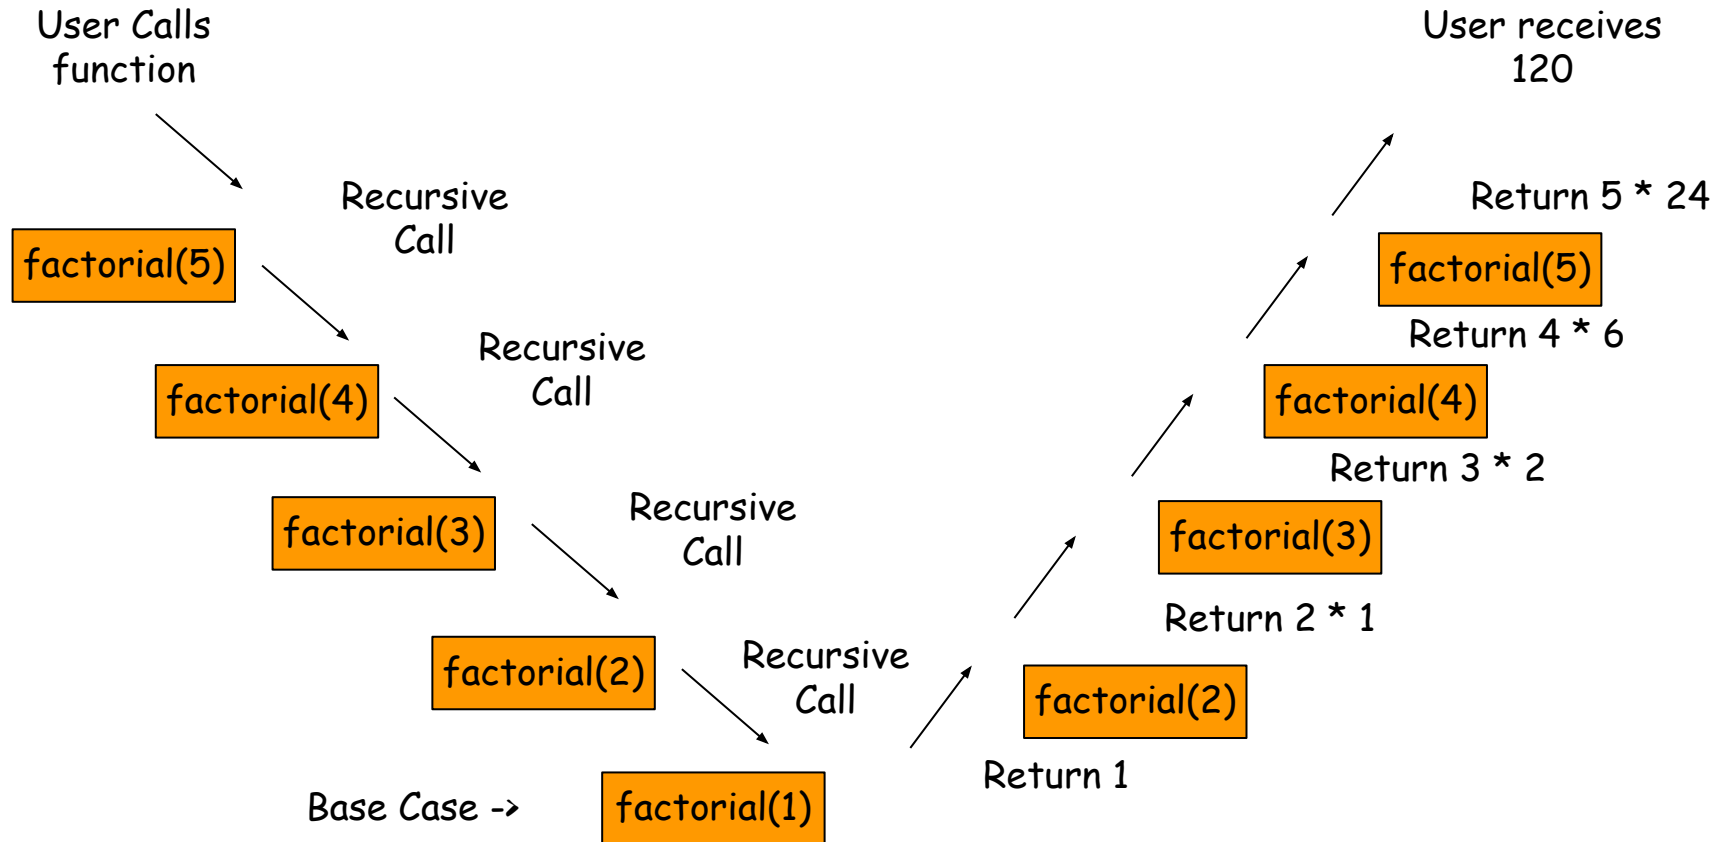 User Calls
function
User receives
120
Recursive
Call
Return 5 * 24
factorial(5)
factorial(5)
Recursive
Call
Return 4 * 6
factorial(4)
factorial(4)
Recursive
Call
Return 3 * 2
factorial(3)
factorial(3)
Recursive
Call
Return 2 * 1
factorial(2)
factorial(2)
Return 1
Base Case ->
factorial(1)